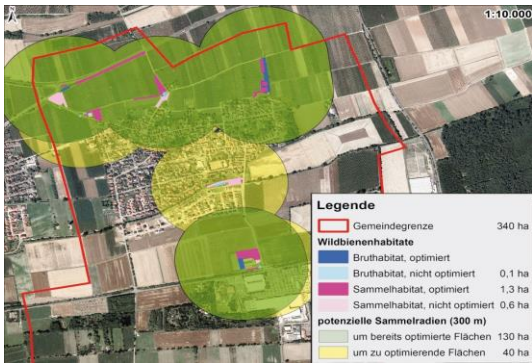 1:10.000
Legende
Gemeindegrenze 340 ha
Wildbienenhabitate
Bruthabitat, optimiert
Bruthabitat, nicht optimiert 0,1 ha
Sammelhabitat, optimiert 1,3 ha
Sammelhabitat, nicht optimiert 0,6 ha
potenzielle Sammelradien (300 m)
um bereits optimierte Flächen 130 ha
um zu optimierende Flächen 40 ha